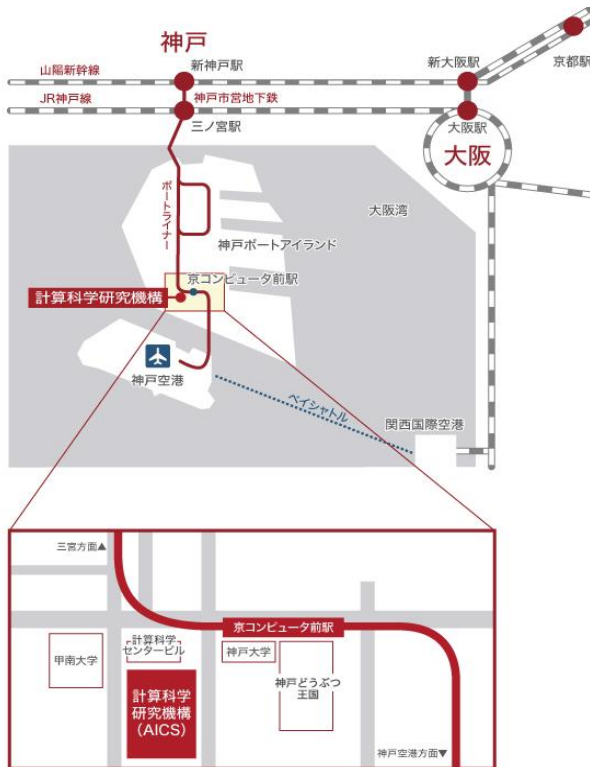 神戸
新神戸駅
新大阪駅
京都駅
山陽新幹線
JR神戸線
神戸市営地下鉄
三ノ宮駅
大阪駅
大阪
ポートライナー
大阪湾
神戸ポートアイランド
京コンピュータ前駅
計算科学研究機構
神戸空港
ベイシャトル
関西国際空港
三宮方面▲
京コンピュータ前駅
甲南大学
計算科学
センタービル
神戸大学
神戸どうぶつ
王国
計算科学
研究機構
(AICS)
神戸空港方面▼